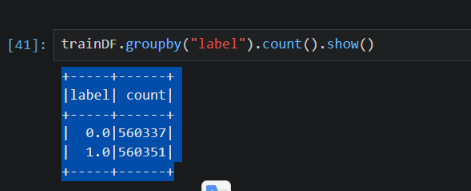 [41]: trainDF.groupby("label").count().show()
+-----+------+
|label| count|
+-----+------+
|  0.0|560337|
|  1.0|560351|
+-----+------+